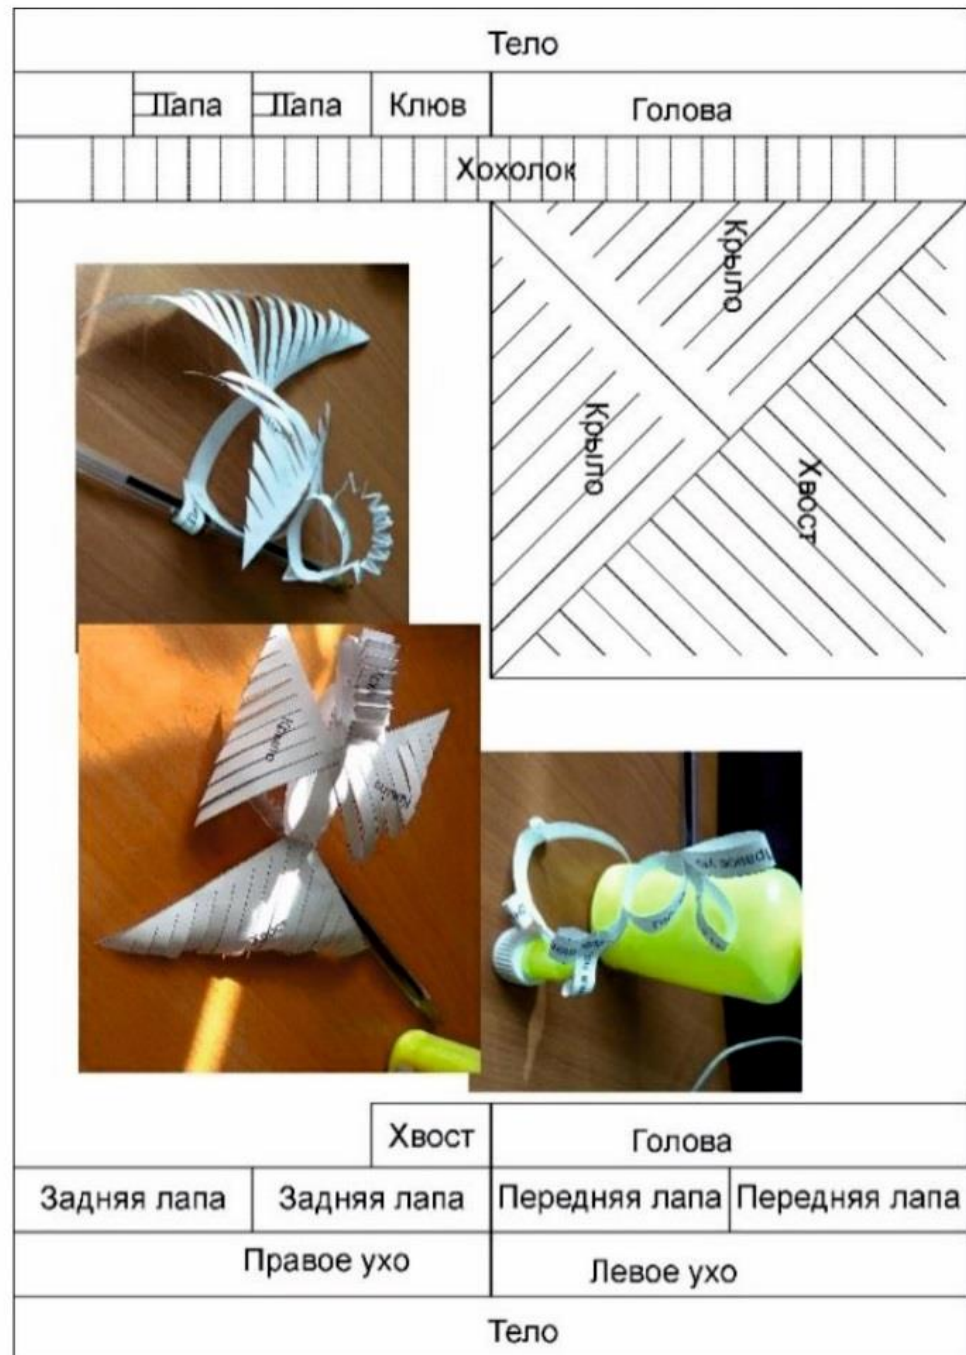 Тело
Лапа Лапа Клюв Голова
Хохолок
Крыло
Крыло
Хвост
Крыло
Хвост Голова
Задняя лапа Задняя лапа Передняя лапа Передняя лапа
Правое ухо Левое ухо
Тело